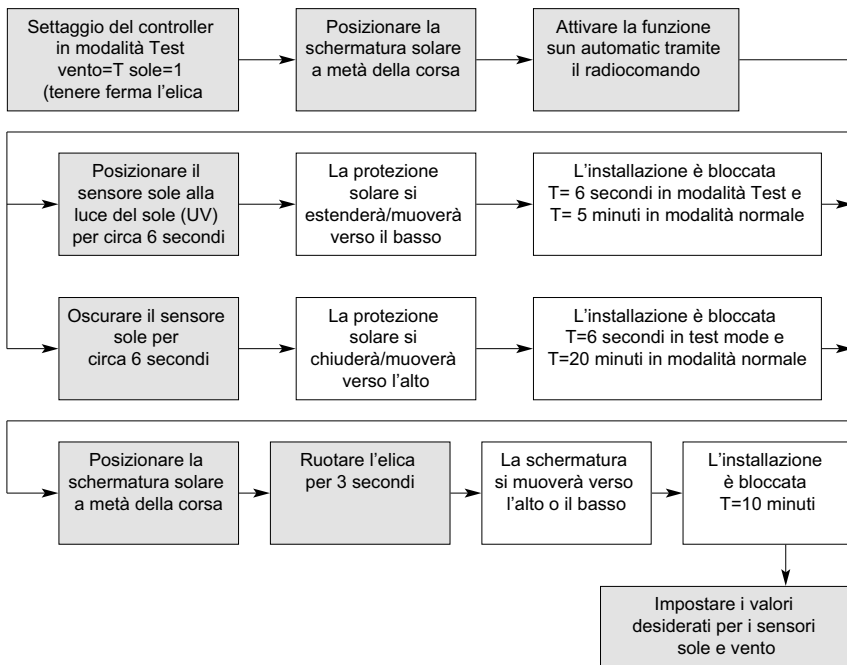 Settaggio del controller
in modalità Test
vento=T sole=1
(tenere ferma l'elica
Posizionare la
schermatura solare
a metà della corsa
Attivare la funzione
sun automatic tramite
il radiocomando
Posizionare il
sensore sole alla
luce del sole (UV)
per circa 6 secondi
La protezione
solare si
estenderà/muoverà
verso il basso
L'installazione è bloccata
T= 6 secondi in modalità Test e
T= 5 minuti in modalità normale
Oscurare il sensore
sole per
circa 6 secondi
La protezione
solare si
chiuderà/muoverà
verso l'alto
L'installazione è bloccata
T=6 secondi in test mode e
T=20 minuti in modalità normale
Posizionare la
schermatura solare
a metà della corsa
Ruotare l'elica
per 3 secondi
La schermatura
si muoverà verso
l'alto o il basso
L'installazione
è bloccata
T=10 minuti
Impostare i valori
desiderati per i sensori
sole e vento